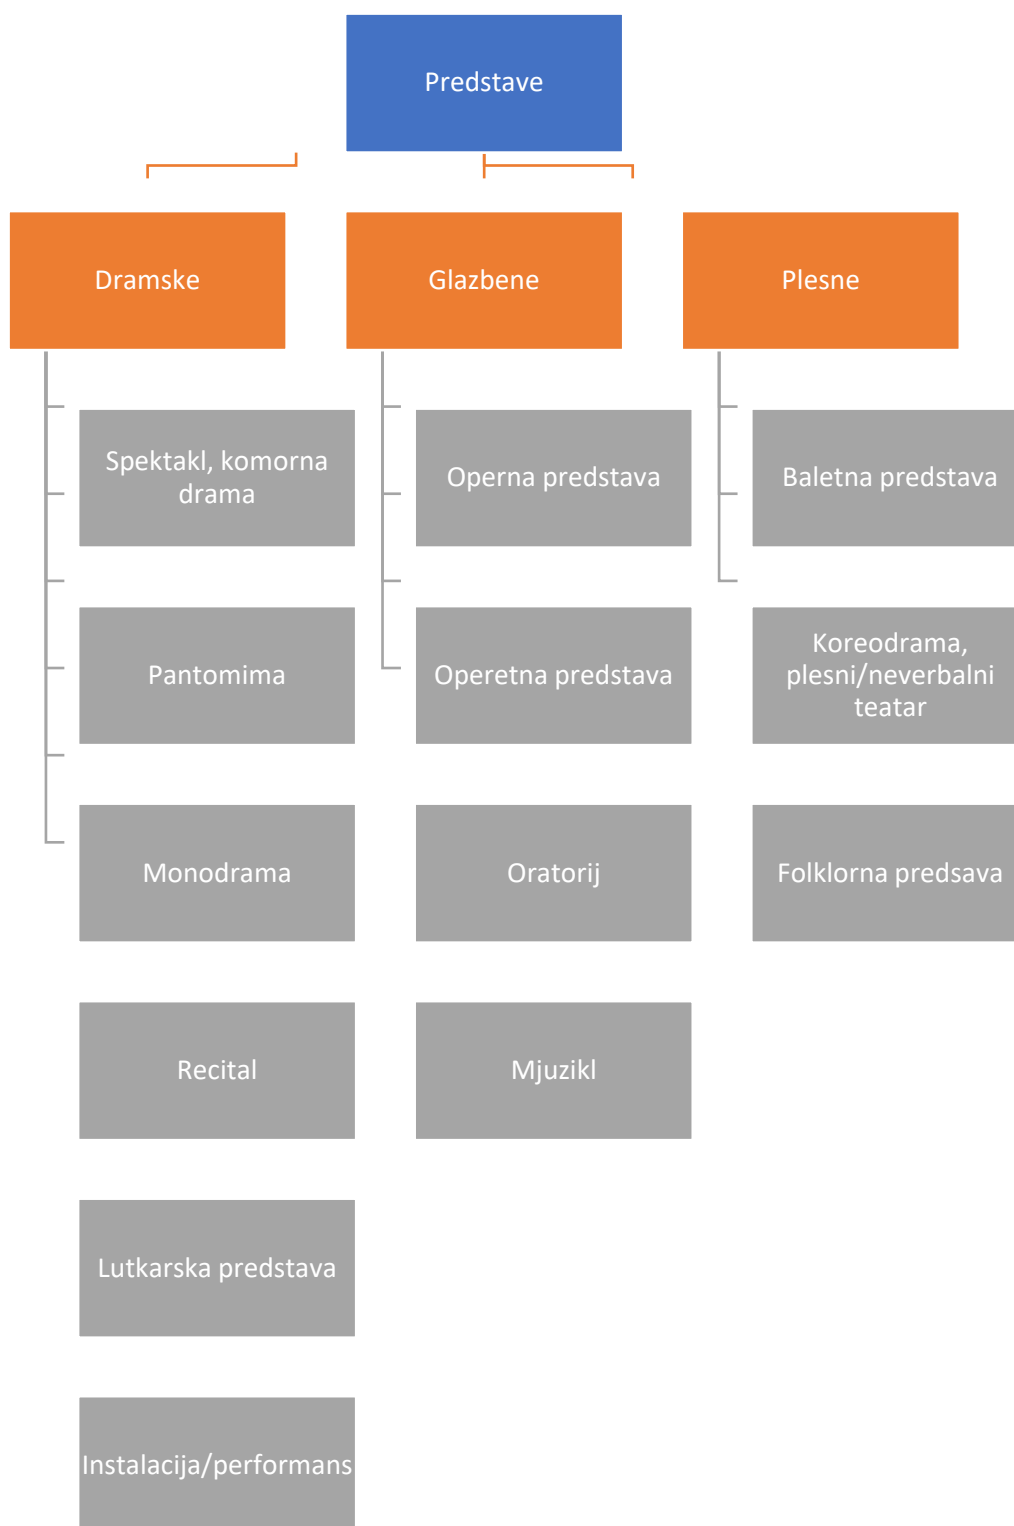 Predstave
Dramske
Glazbene
Plesne
Spektakl, komorna
drama
Operna predstava
Baletna predstava
Pantomima
Operetna predstava
Koreodrama,
plesni/neverbalni
teatar
Monodrama
Oratorij
Folklorna predsava
Recital
Mjuzikl
Lutkarska predstava
Instalacija/performans